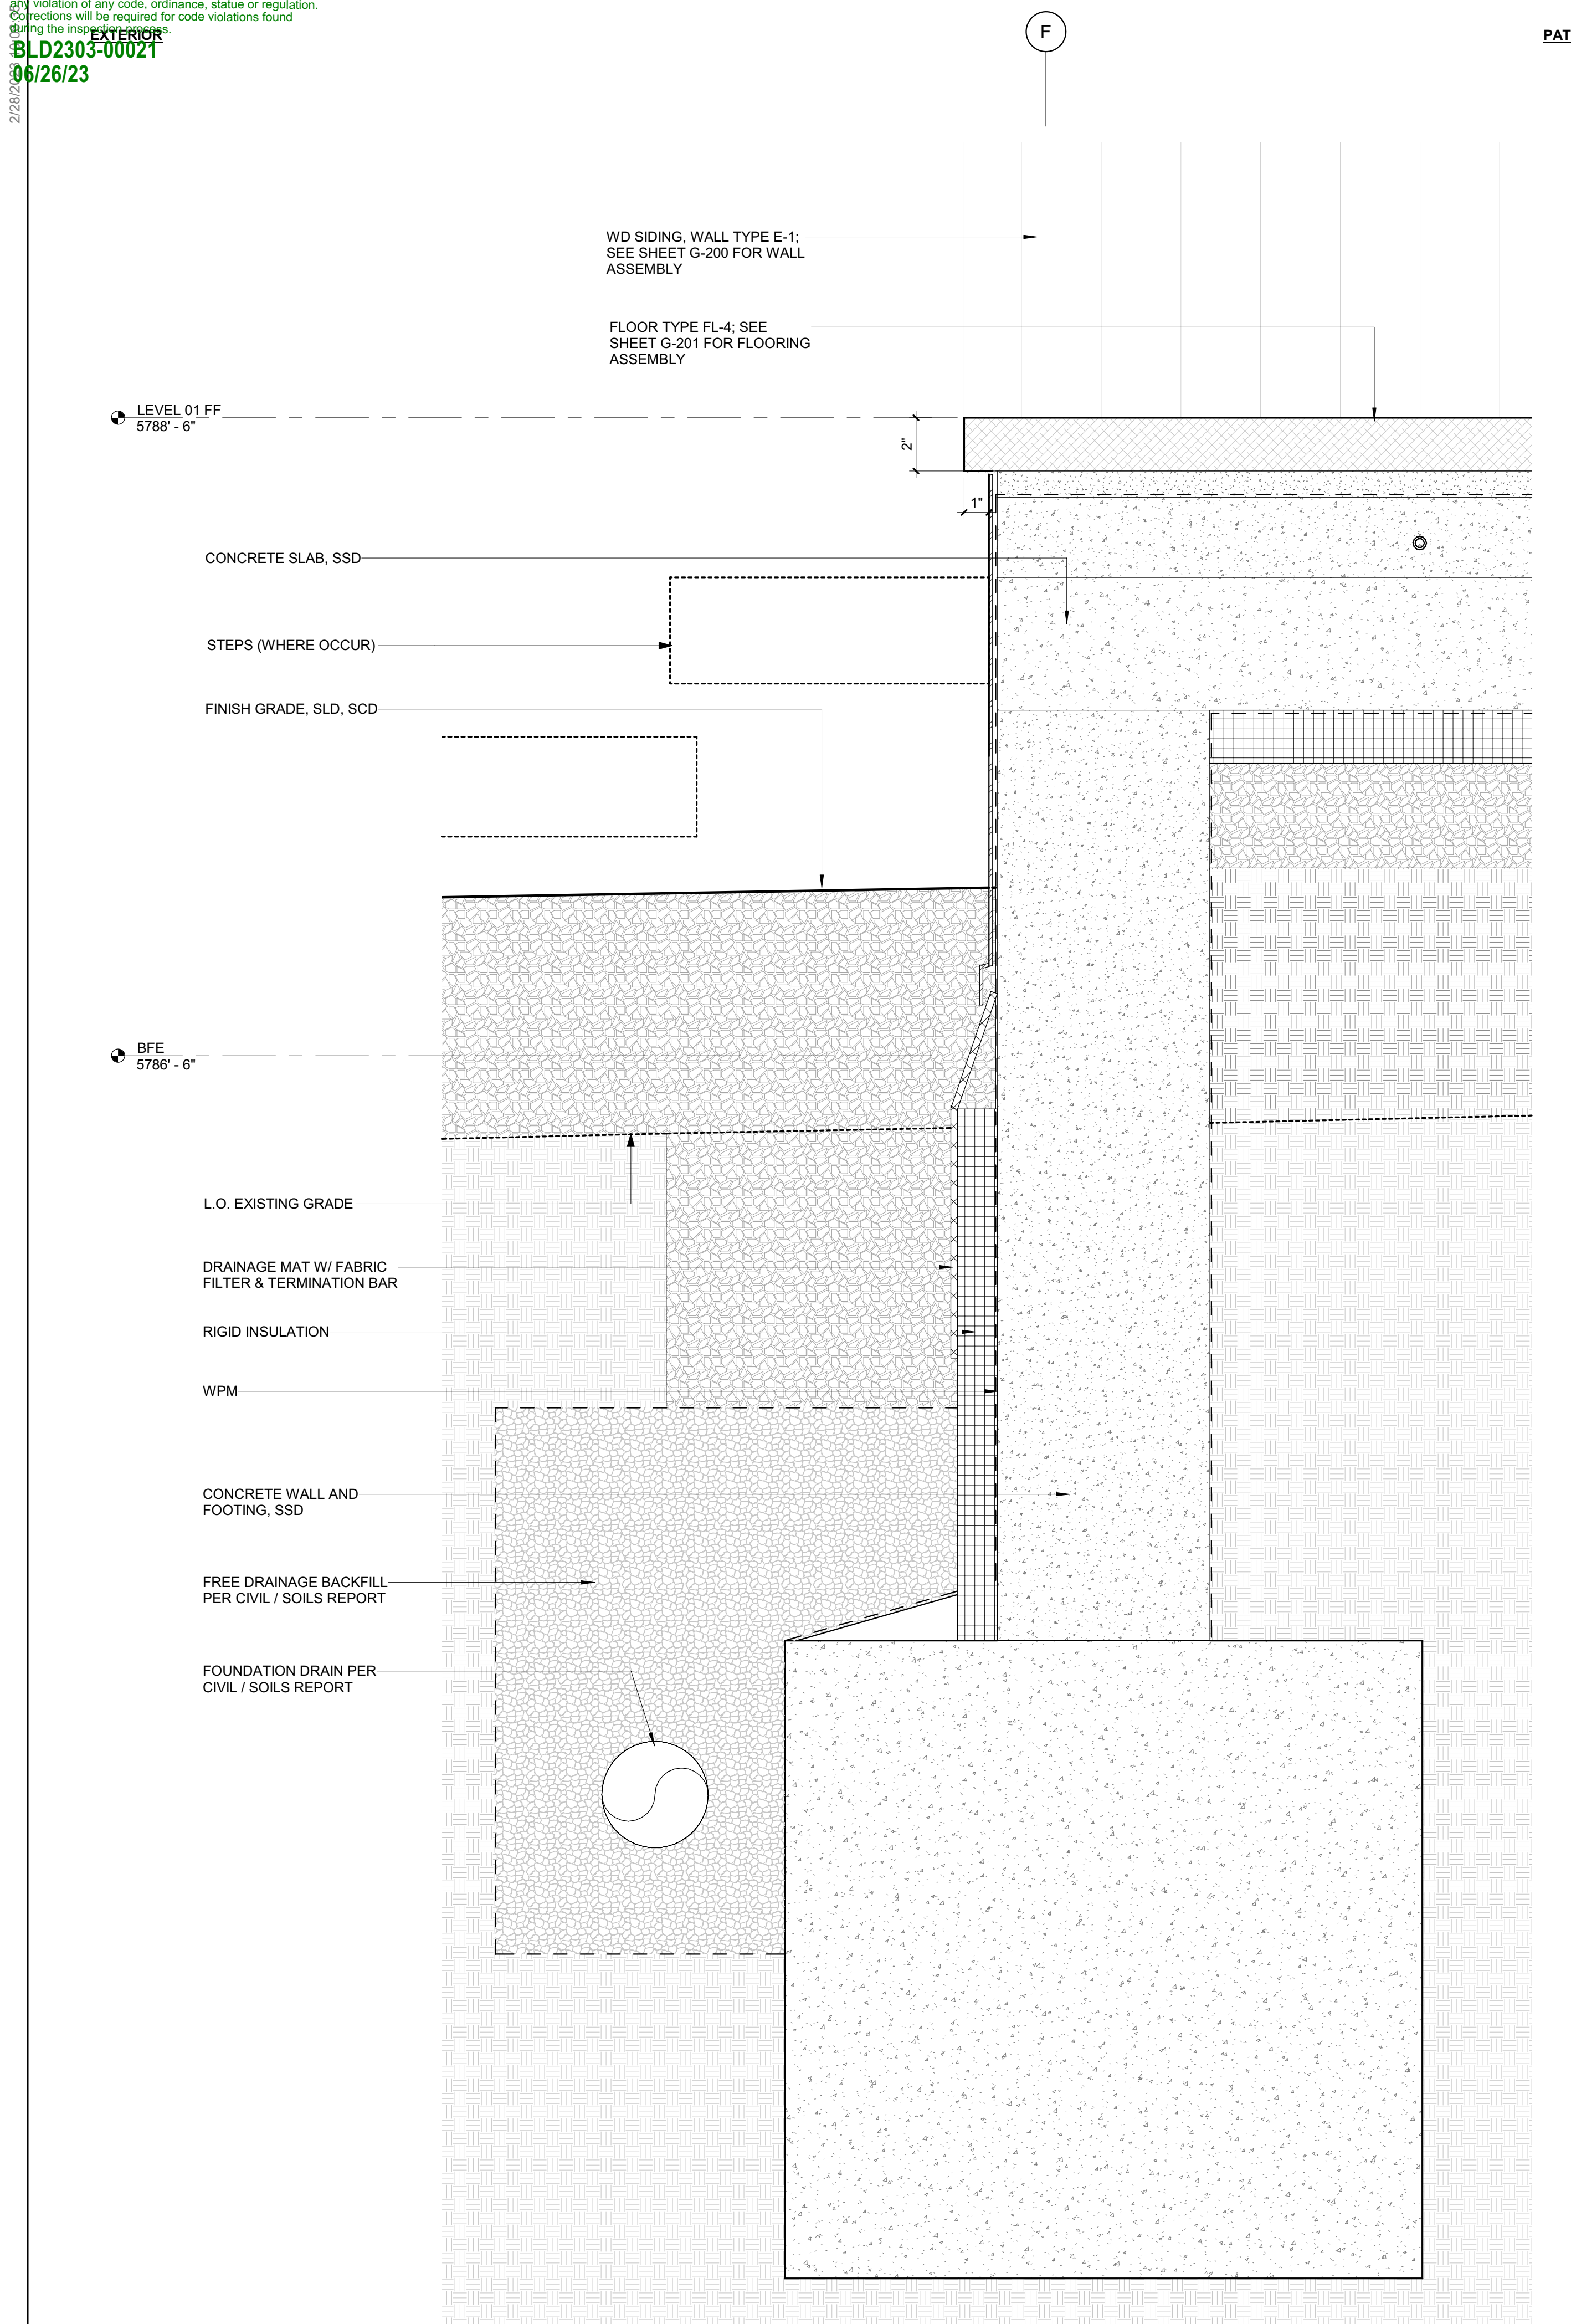 any violation of any code, ordinance, statue or regulation.
Corrections will be required for code violations found
during the inspection process.
EXTERIOR
BLD2303-00021
06/26/23
F
PAT
WD SIDING, WALL TYPE E-1;
SEE SHEET G-200 FOR WALL
ASSEMBLY
FLOOR TYPE FL-4; SEE
SHEET G-201 FOR FLOORING
ASSEMBLY
LEVEL 01 FF
5788' - 6"
2"
1"
CONCRETE SLAB, SSD
STEPS (WHERE OCCUR)
FINISH GRADE, SLD, SCD
BFE
5786' - 6"
L.O. EXISTING GRADE
DRAINAGE MAT W/ FABRIC
FILTER & TERMINATION BAR
RIGID INSULATION
WPM
CONCRETE WALL AND
FOOTING, SSD
FREE DRAINAGE BACKFILL
PER CIVIL / SOILS REPORT
FOUNDATION DRAIN PER
CIVIL / SOILS REPORT